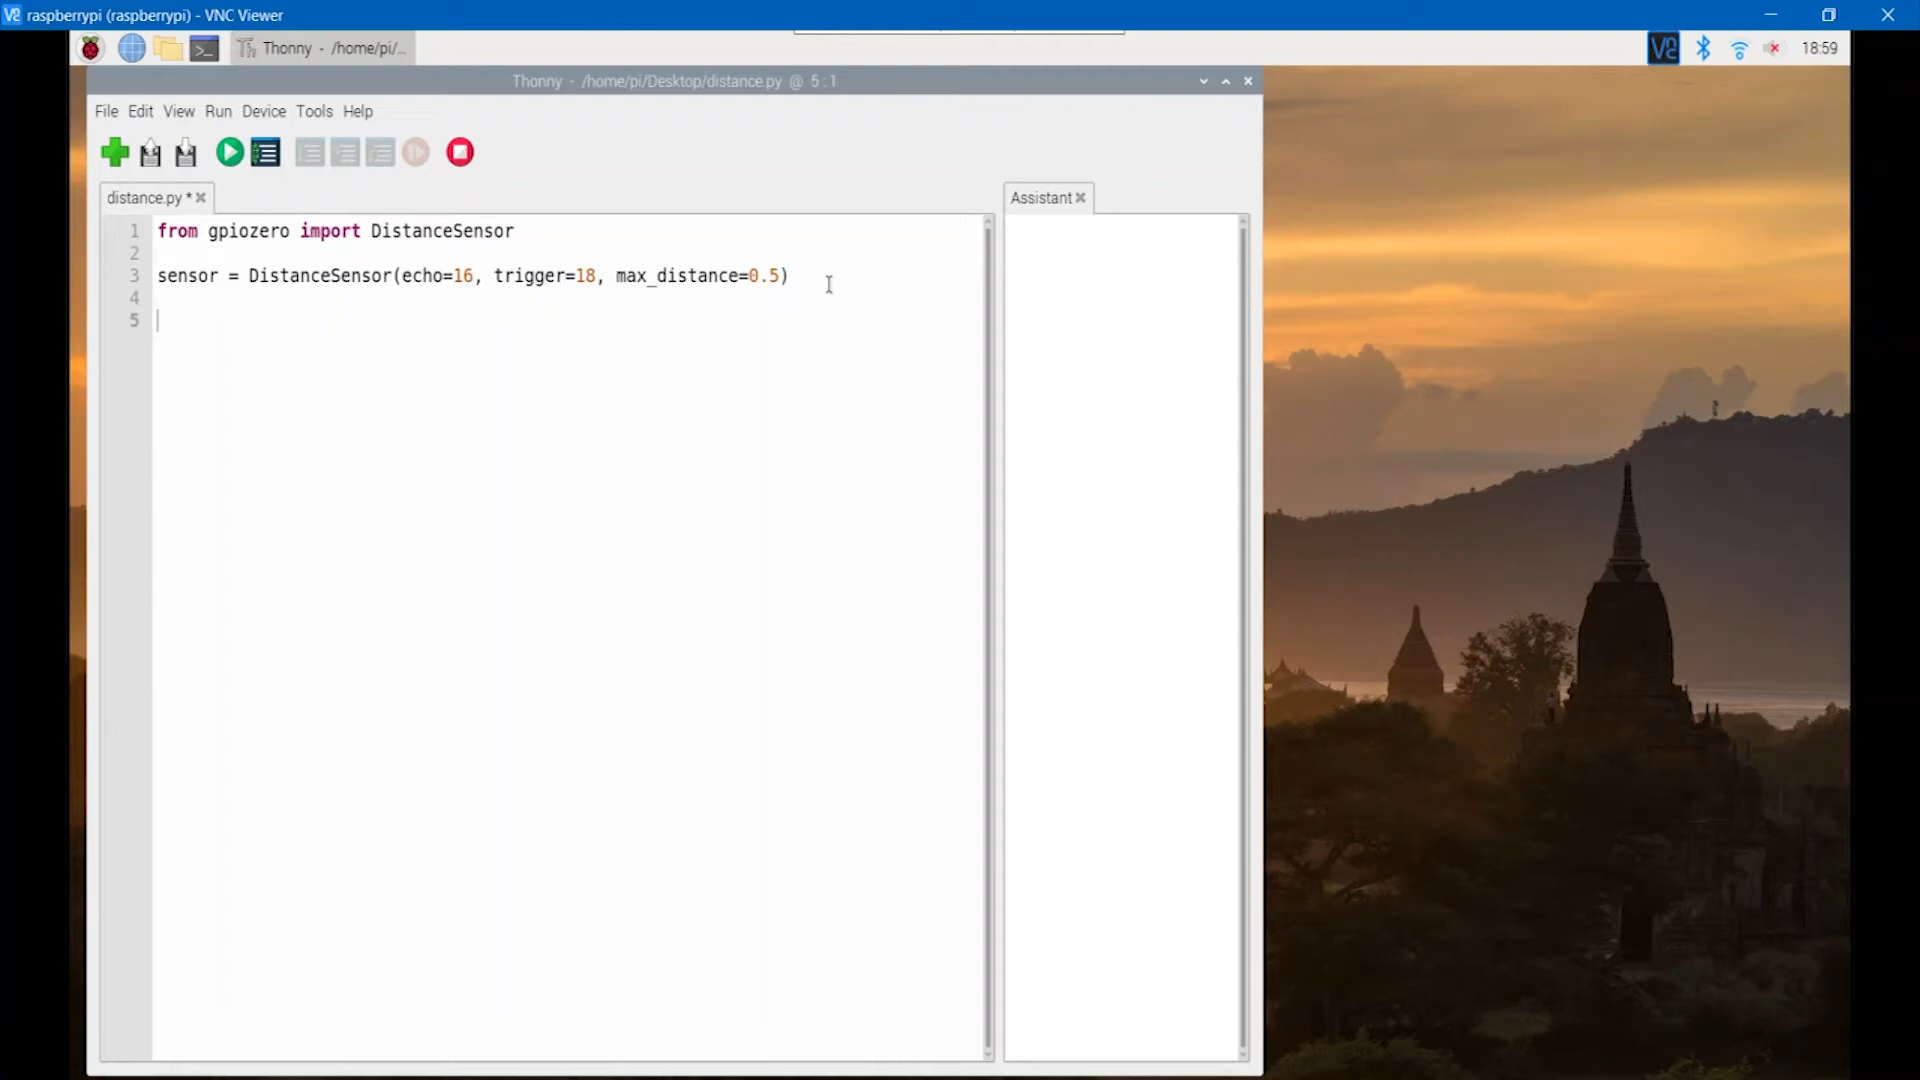 raspberrypi (raspberrypi) - VNC Viewer
Thonny - /home/pi/...
18:59
Thonny - /home/pi/Desktop/distance.py @ 5:1
File Edit View Run Device Tools Help
distance.py *
Assistant
1 from gpiozero import DistanceSensor
2
3 sensor = DistanceSensor(echo=16, trigger=18, max_distance=0.5)
4
5